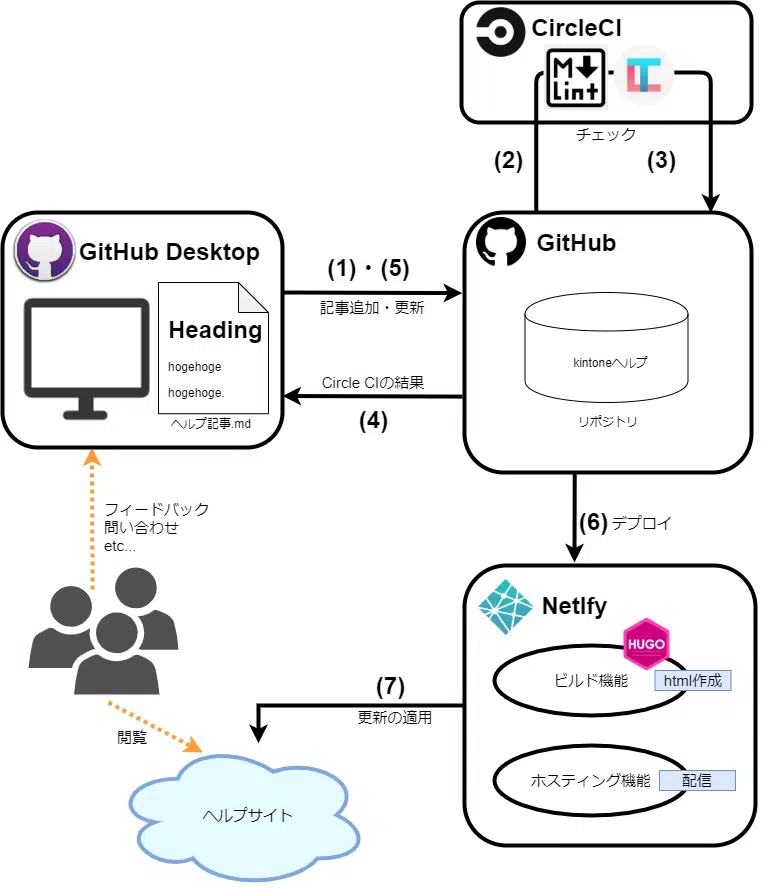 CircleCI
M
Lint
チェック
(2)
(3)
GitHub Desktop
Heading
hogehoge
hogehoge.
ヘルプ記事.md
(1)・(5)
記事追加・更新
Circle CIの結果
(4)
GitHub
kintoneヘルプ
リポジトリ
(6) デプロイ
フィードバック
問い合わせ
etc...
Netlfy
HUGO
ビルド機能
html作成
ホスティング機能
配信
(7)
更新の適用
閲覧
ヘルプサイト